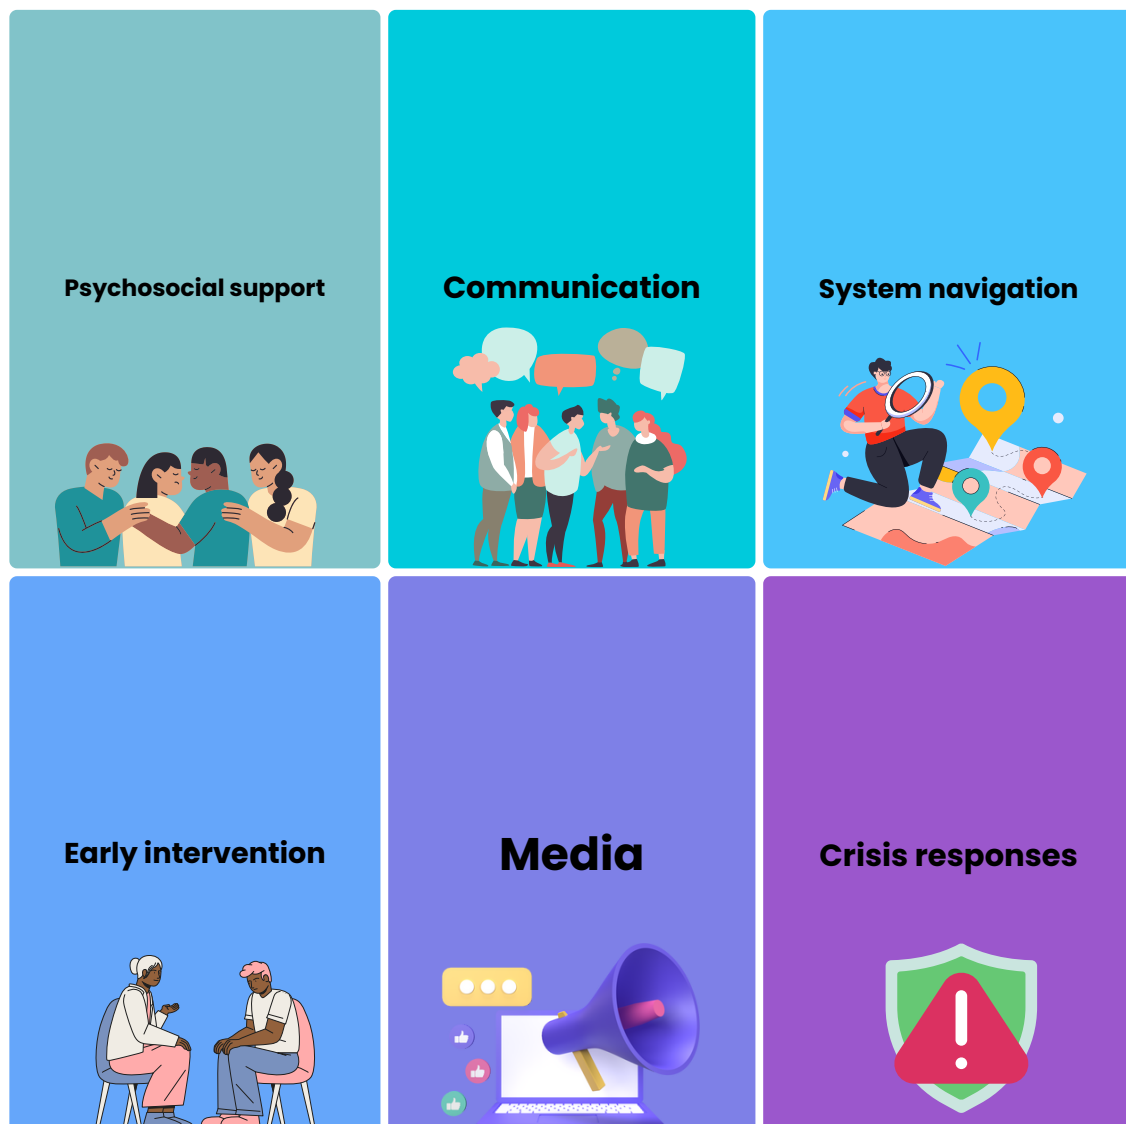 Psychosocial support
Communication
System navigation
Early intervention
Media
Crisis responses